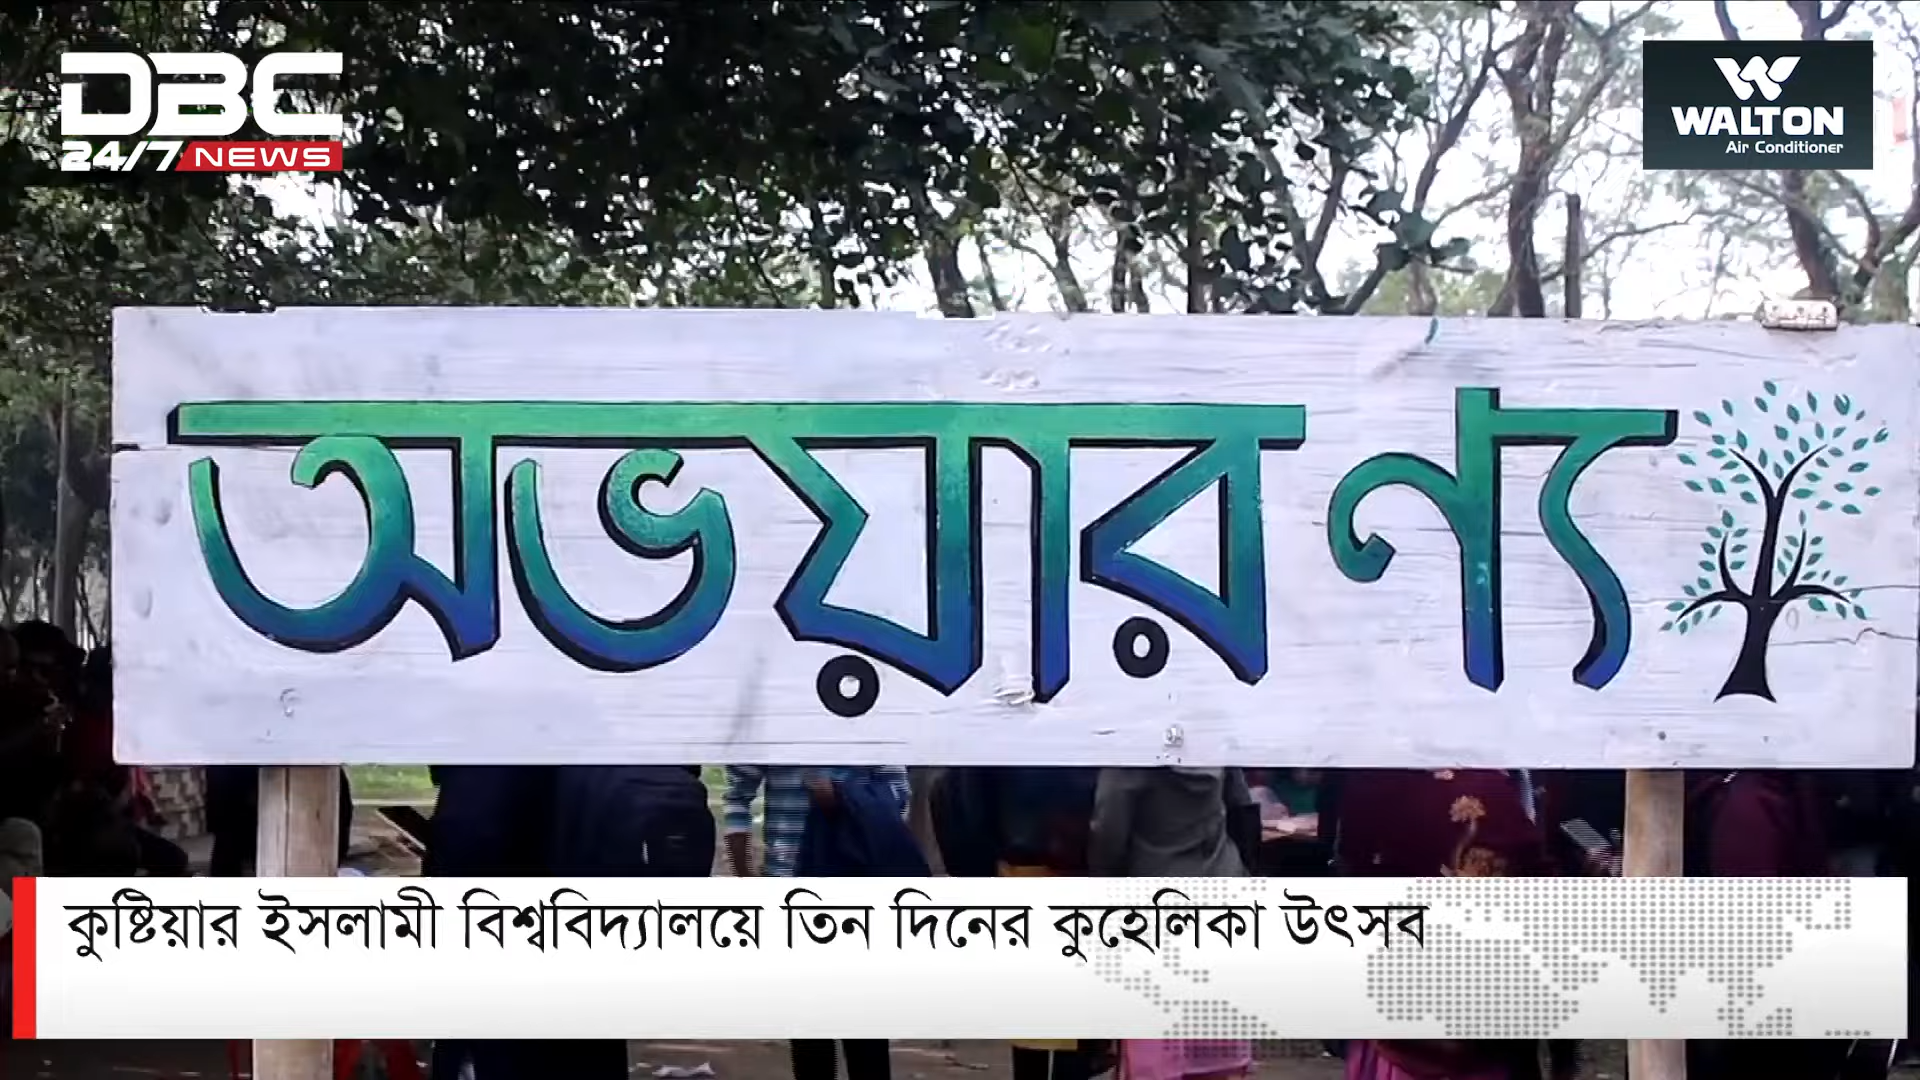 DBC
24/7 NEWS
WALTON
Air Conditioner
অভয়ারণ্য
কুষ্টিয়ার ইসলামী বিশ্ববিদ্যালয়ে তিন দিনের কুহেলিকা উৎসব